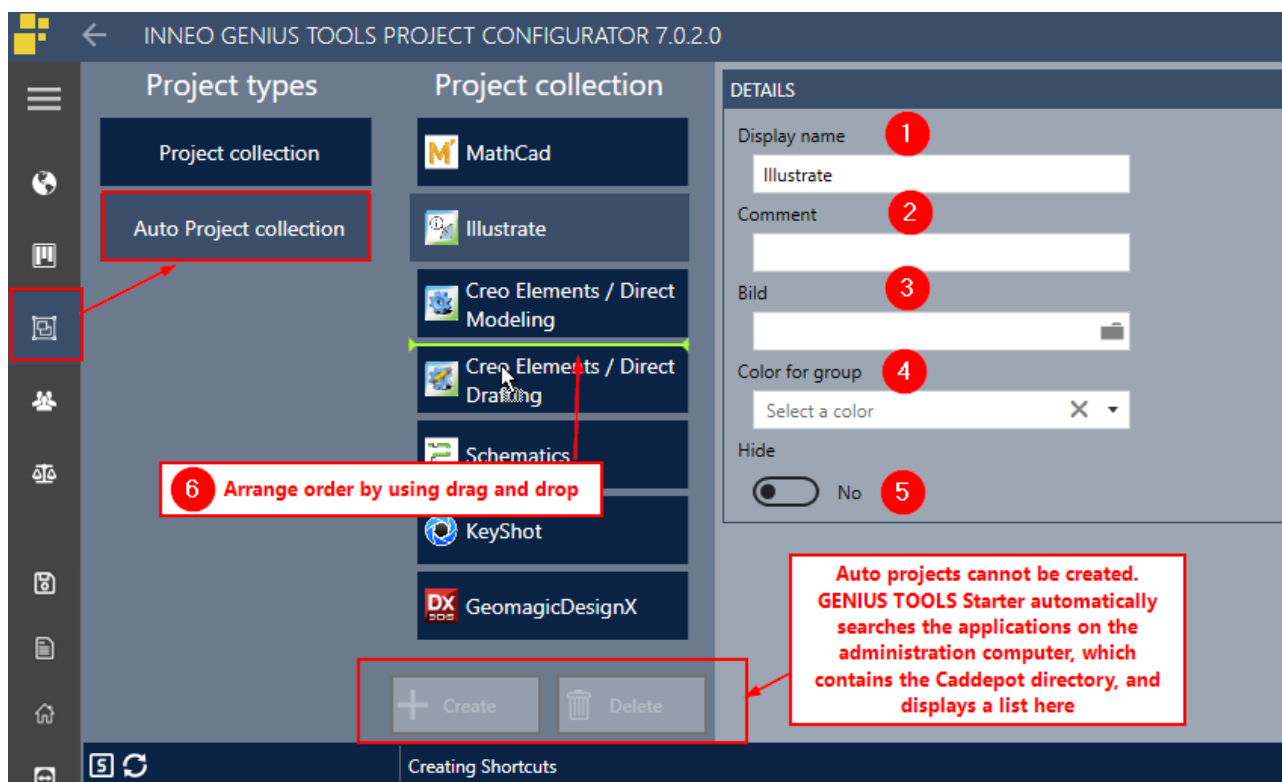 INNEO GENIUS TOOLS PROJECT CONFIGURATOR 7.0.2.0
Project types
Project collection
Auto Project collection
Project collection
MathCad
Illustrate
Creo Elements / Direct
Modeling
Creo Elements / Direct
Drafting
Schematics
6 Arrange order by using drag and drop
KeyShot
DX
GeomagicDesignX
Create
Delete
DETAILS
Display name 1
Illustrate
Comment 2
Bild 3
Color for group 4
Select a color
Hide
No 5
Auto projects cannot be created.
GENIUS TOOLS Starter automatically
searches the applications on the
administration computer, which
contains the Caddepot directory, and
displays a list here
S
Creating Shortcuts